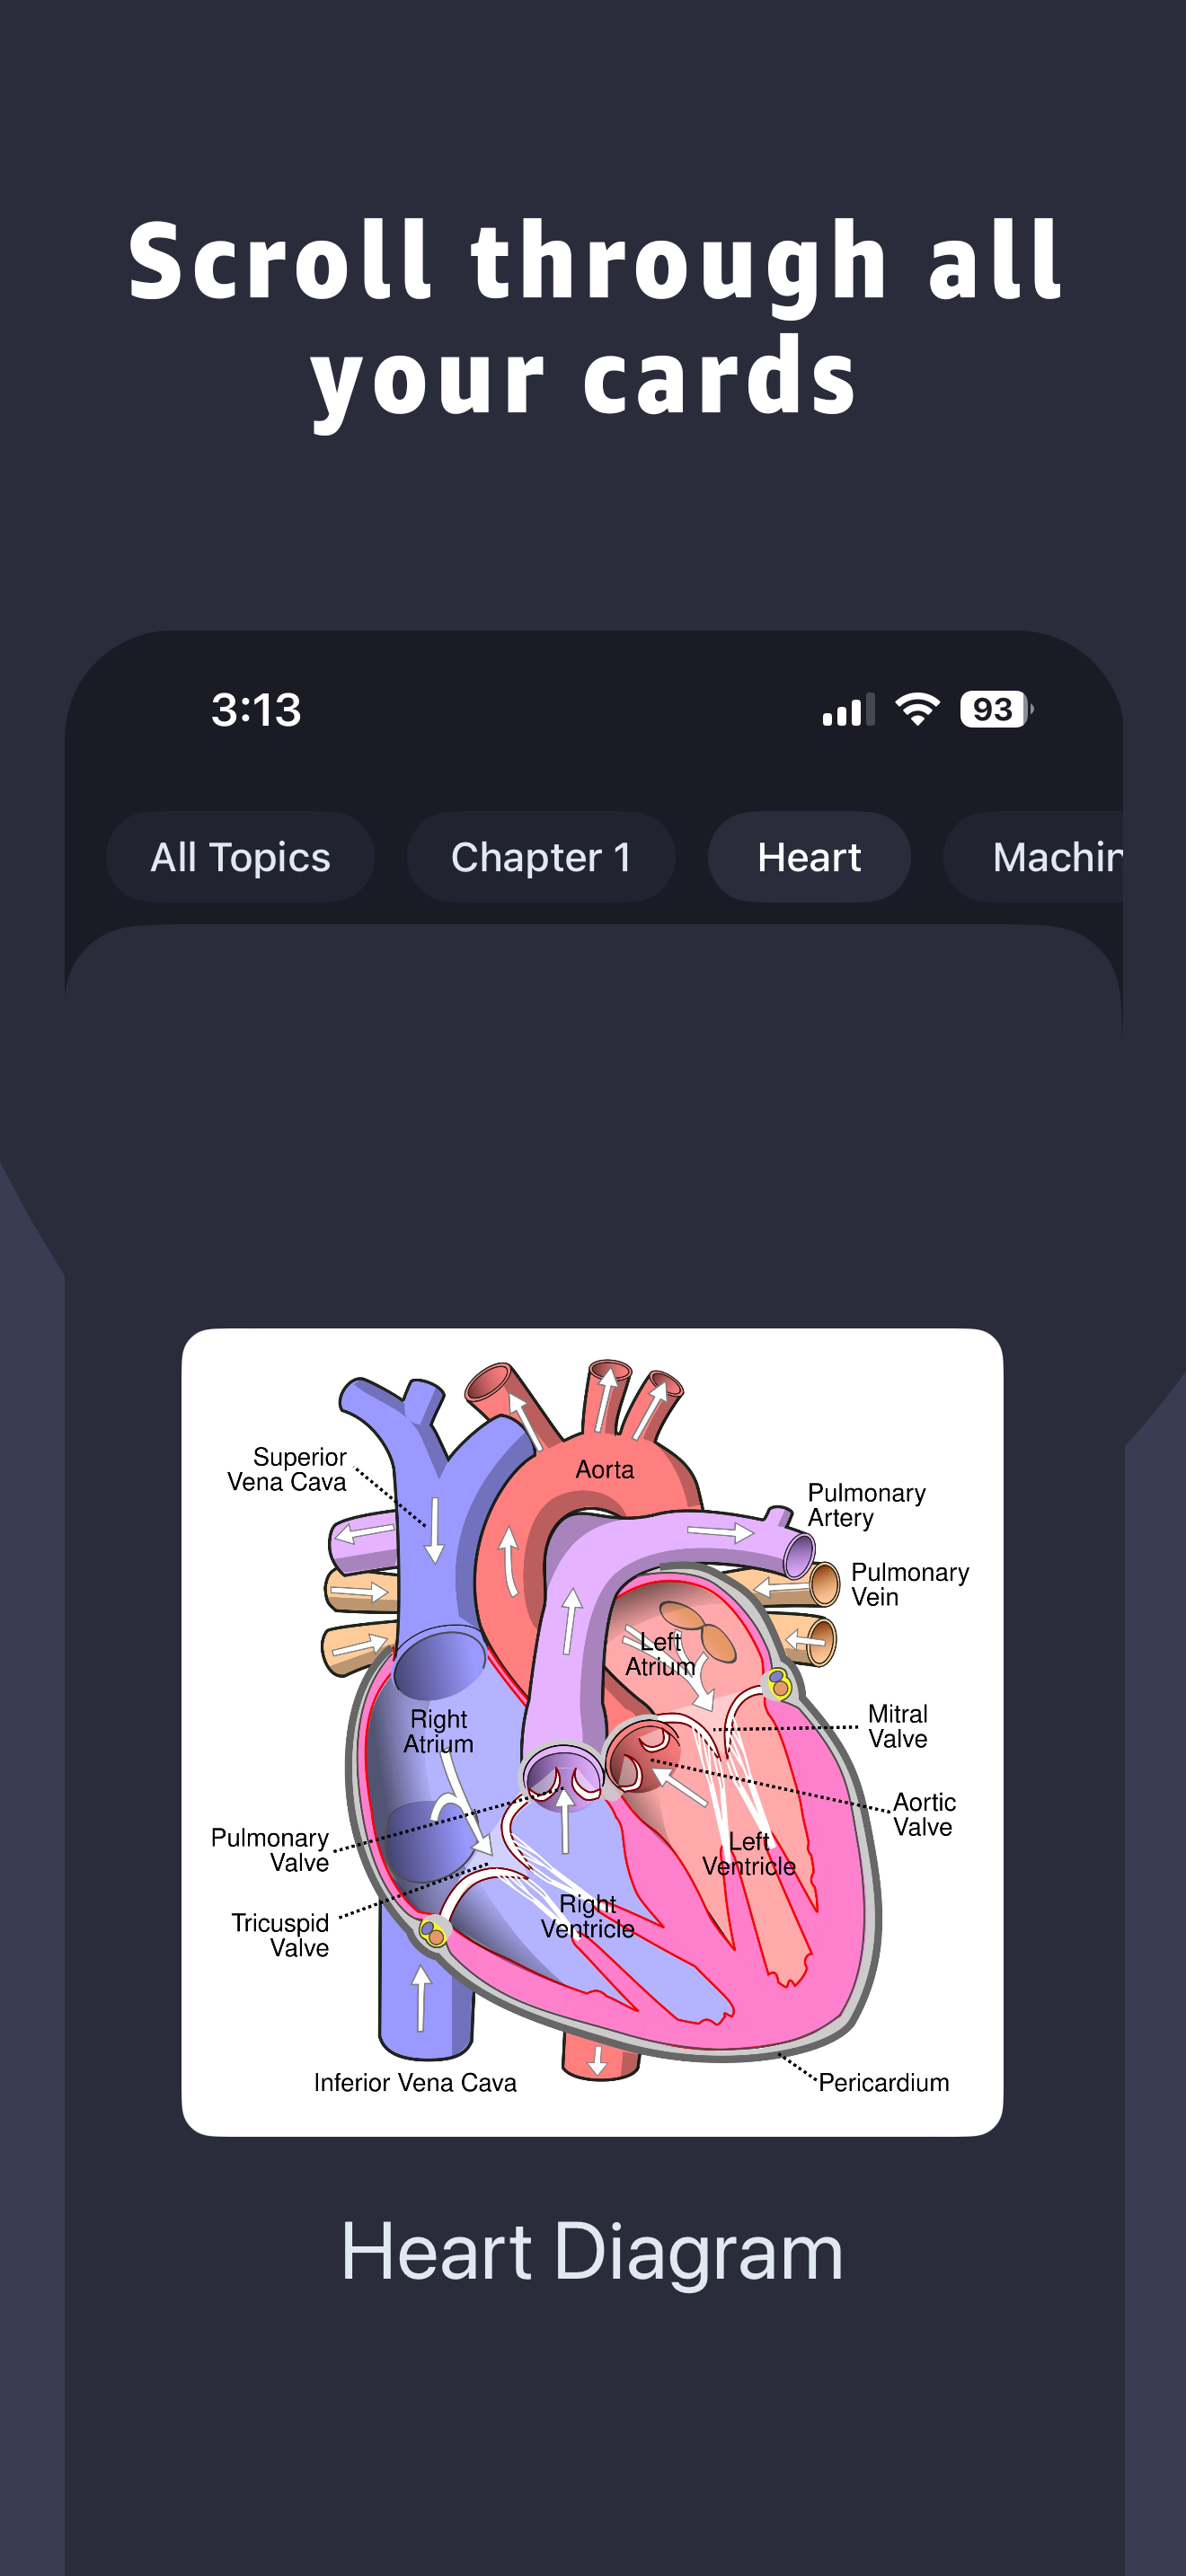 Scroll through all
your cards
3:13
93
All Topics
Chapter 1
Heart
Machin
Superior
Vena Cava
Aorta
Pulmonary
Artery
Pulmonary
Vein
Left
Atrium
Right
Atrium
Mitral
Valve
Aortic
Valve
Pulmonary
Valve
Left
Ventricle
Tricuspid
Valve
Right
Ventricle
Inferior Vena Cava
Pericardium
Heart Diagram